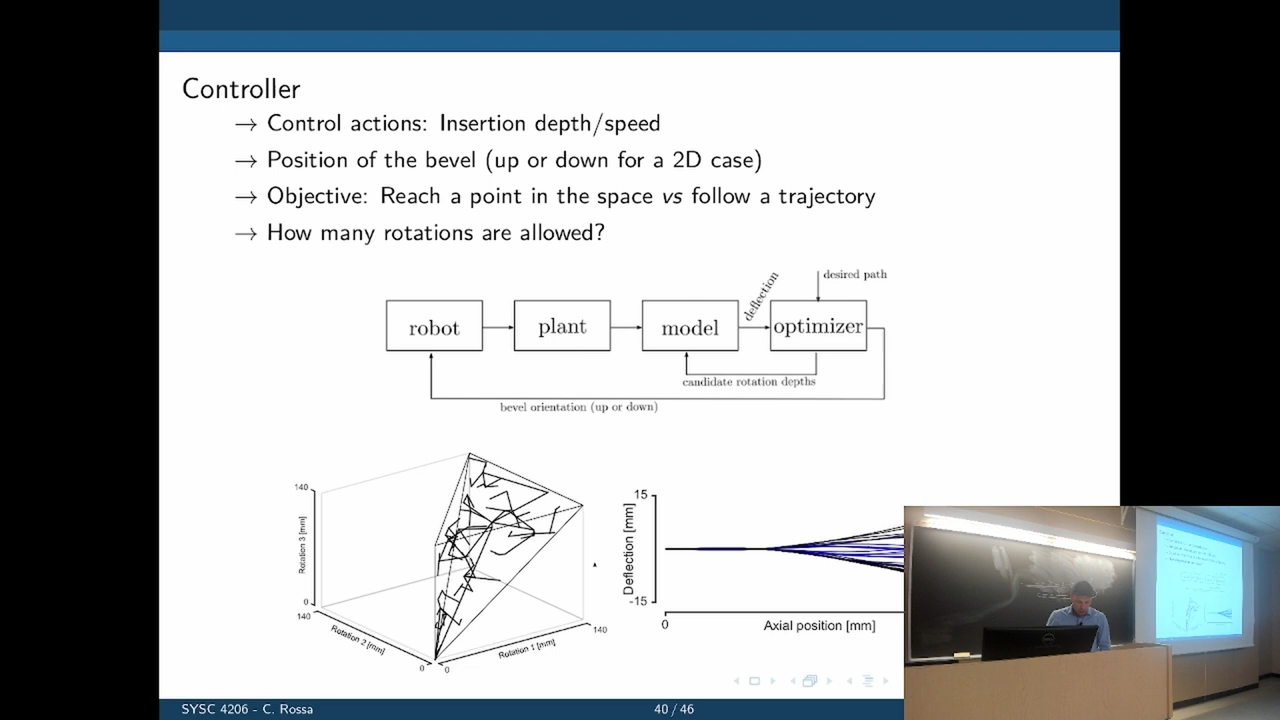 Controller
→ Control actions: Insertion depth/speed
→ Position of the bevel (up or down for a 2D case)
→ Objective: Reach a point in the space vs follow a trajectory
→ How many rotations are allowed?
desired path
deflection
robot
plant
model
optimizer
candidate rotation depths
bevel orientation (up or down)
140
Rotation 3 [mm]
0
140
Rotation 2 [mm]
0
0
Rotation 1 [mm]
140
15
Deflection [mm]
-15
0
Axial position [mm]
SYSC 4206 - C. Rossa
40 / 46